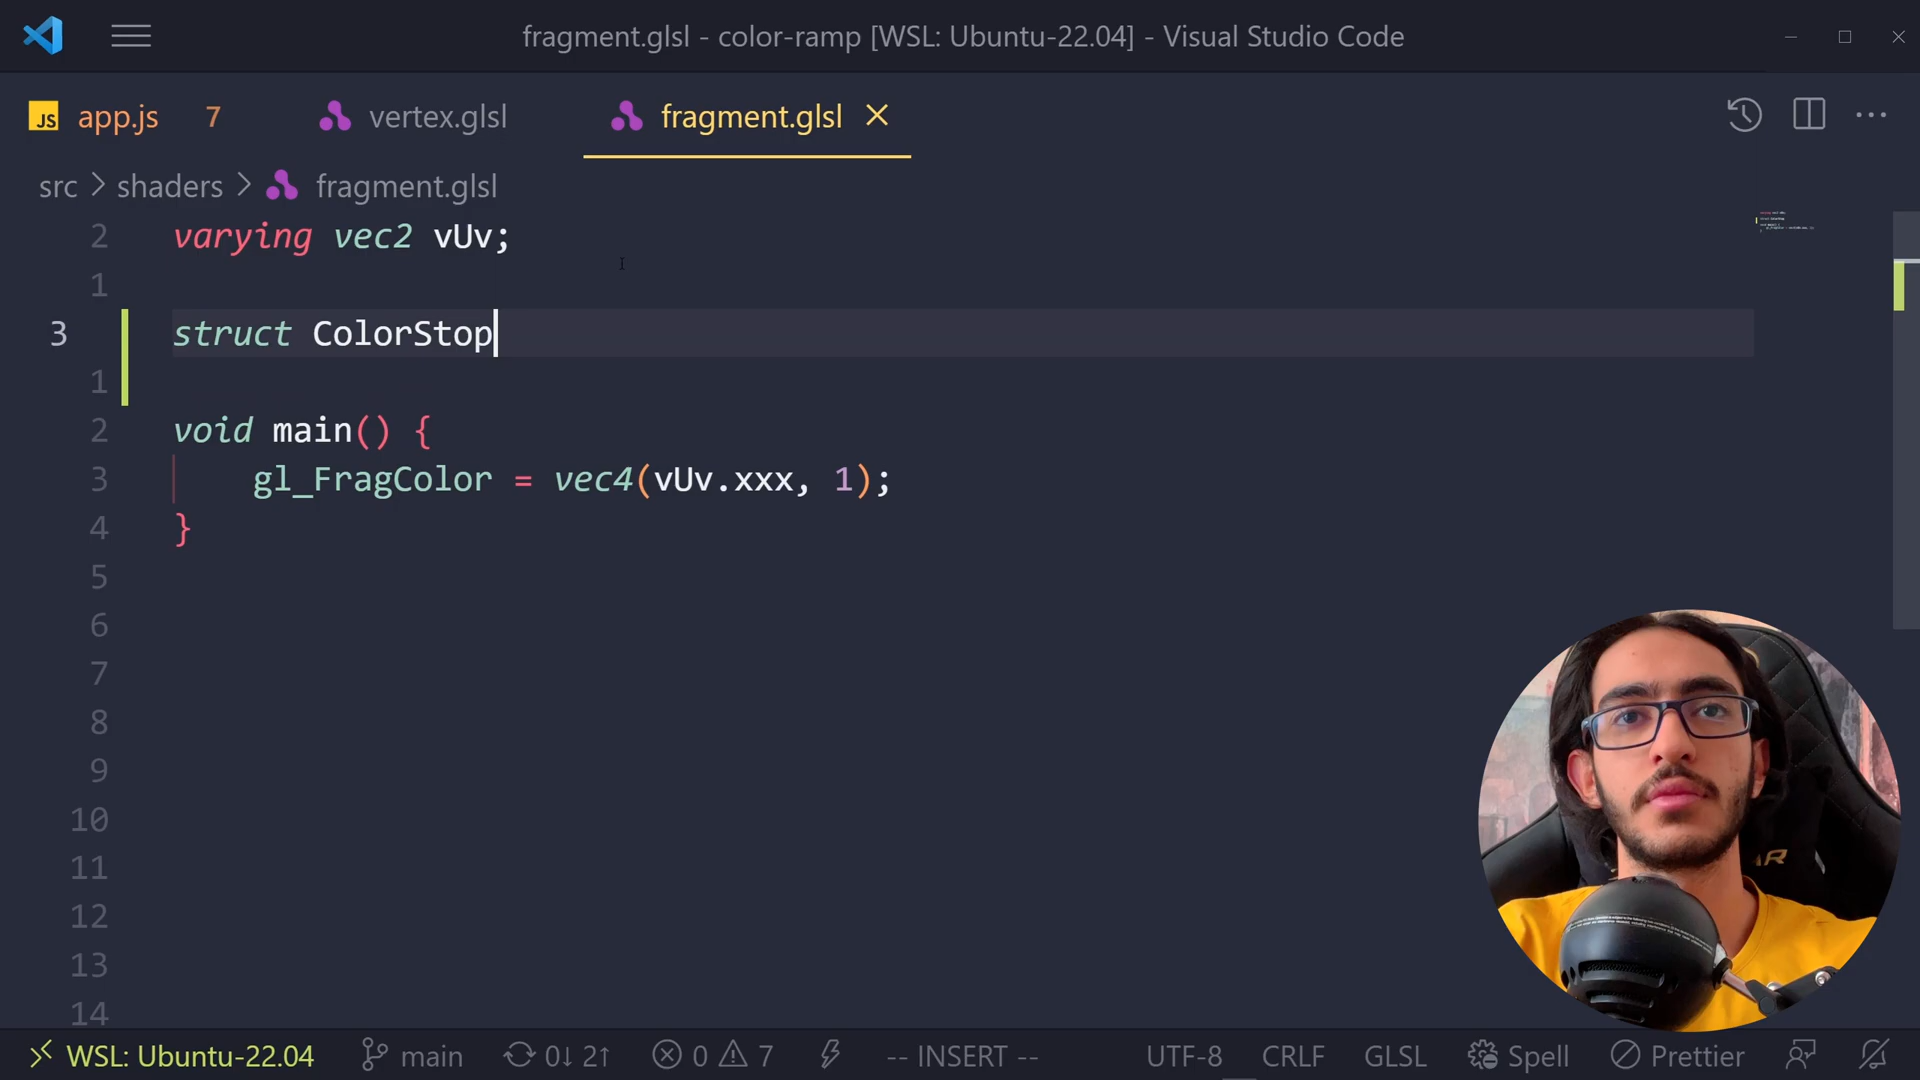 fragment.glsl - color-ramp [WSL: Ubuntu-22.04] - Visual Studio Code
JS app.js 7 vertex.glsl fragment.glsl
src > shaders > fragment.glsl
2 varying vec2 vUv;
1
3 struct ColorStop
1
2 void main() {
3 gl_FragColor = vec4(vUv.xxx, 1);
4 }
5
6
7
8
9
10
11
12
13
14
AR
WSL: Ubuntu-22.04 main 0↓ 2↑ 0 7 -- INSERT -- UTF-8 CRLF GLSL Spell Prettier